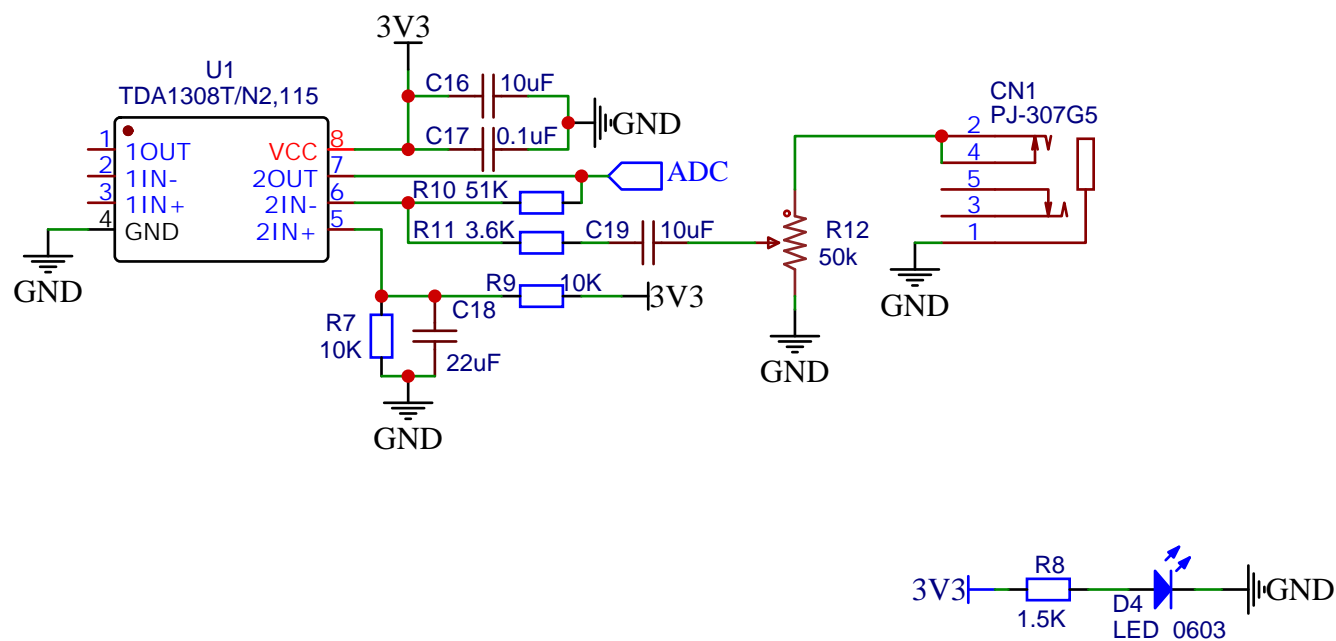 3V3
U1
TDA1308T/N2,115
1 1OUT VCC 8
2 1IN- 2OUT 7
3 1IN+ 2IN- 6
4 GND 2IN+ 5
GND
C16 10uF
C17 0.1uF
GND
ADC
R10 51K
R11 3.6K
C19 10uF
R12
50k
GND
R9 10K
3V3
R7
10K
C18
22uF
GND
CN1
PJ-307G5
2
4
5
3
1
GND
3V3
R8
1.5K
D4
LED_0603
GND